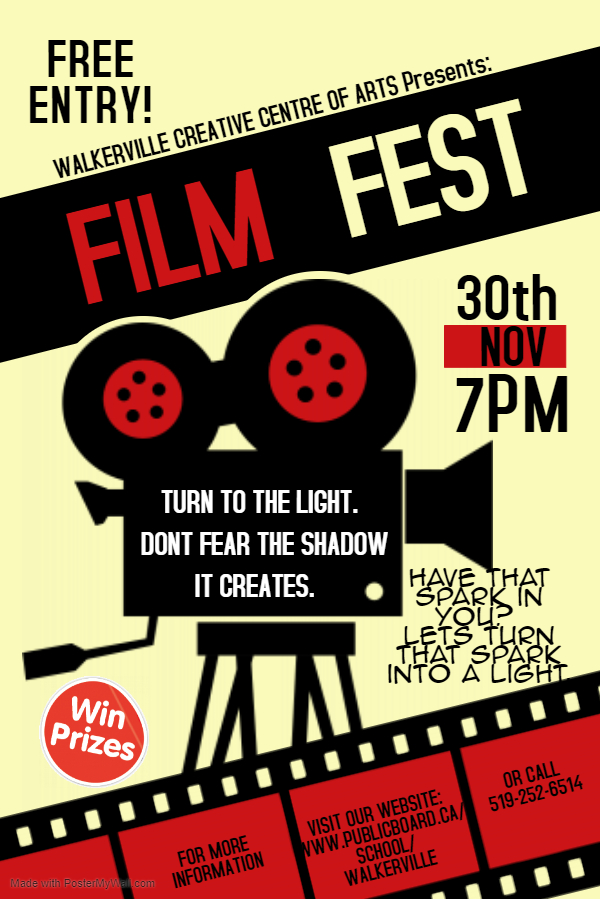 FREE
ENTRY!
WALKERVILLE CREATIVE CENTRE OF ARTS Presents:
FILM FEST
30th
NOV
7PM
TURN TO THE LIGHT.
DONT FEAR THE SHADOW
IT CREATES.
HAVE THAT
SPARK IN
YOU?
LETS TURN
THAT SPARK
INTO A LIGHT.
Win
Prizes
FOR MORE
INFORMATION
VISIT OUR WEBSITE:
WWW.PUBLICBOARD.CA/
SCHOOL/
WALKERVILLE
OR CALL
519-252-6514
Made with PosterMyWall.com